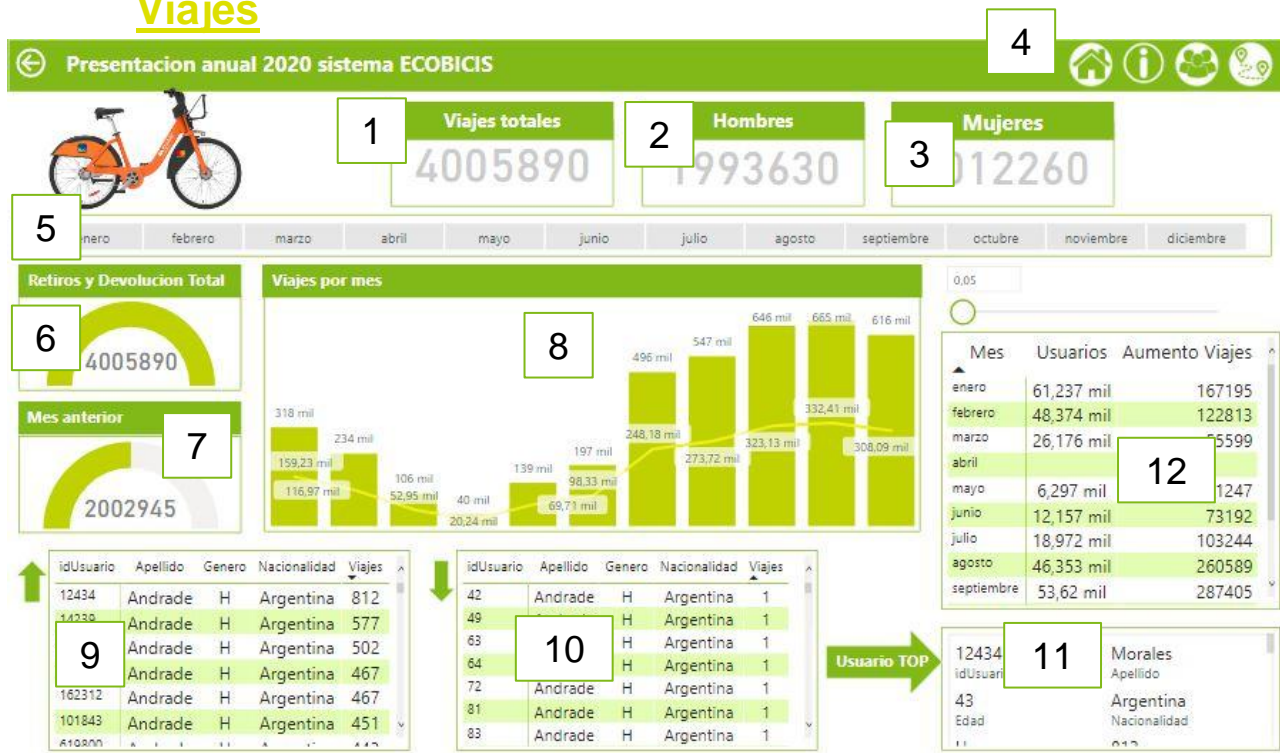 Viajes
4
Presentacion anual 2020 sistema ECOBICIS
1
Viajes totales
4005890
2
Hombres
993630
3
Mujeres
012260
5
enero febrero marzo abril mayo junio julio agosto septiembre octubre noviembre diciembre
Retiros y Devolucion Total
6
4005890
Mes anterior
7
2002945
Viajes por mes
8
318 mil
234 mil
106 mil
40 mil
139 mil
197 mil
496 mil
547 mil
646 mil
665 mil
616 mil
159,23 mil
116,97 mil
52,95 mil
20,24 mil
69,71 mil
98,33 mil
248,18 mil
273,72 mil
323,13 mil
332,41 mil
308,09 mil
0,05
Mes Usuarios Aumento Viajes
enero 61,237 mil 167195
febrero 48,374 mil 122813
marzo 26,176 mil 55599
abril
mayo 6,297 mil 1247
junio 12,157 mil 73192
julio 18,972 mil 103244
agosto 46,353 mil 260589
septiembre 53,62 mil 287405
12
idUsuario Apellido Genero Nacionalidad Viajes
12434 Andrade H Argentina 812
14239 Andrade H Argentina 577
Andrade H Argentina 502
Andrade H Argentina 467
162312 Andrade H Argentina 467
101843 Andrade H Argentina 451
619800
9
idUsuario Apellido Genero Nacionalidad Viajes
42 Andrade H Argentina 1
49 H Argentina 1
63 H Argentina 1
64 H Argentina 1
72 Andrade H Argentina 1
81 Andrade H Argentina 1
83 Andrade H Argentina 1
10
Usuario TOP
11
12434 Morales
idUsuari Apellido
43 Argentina
Edad Nacionalidad